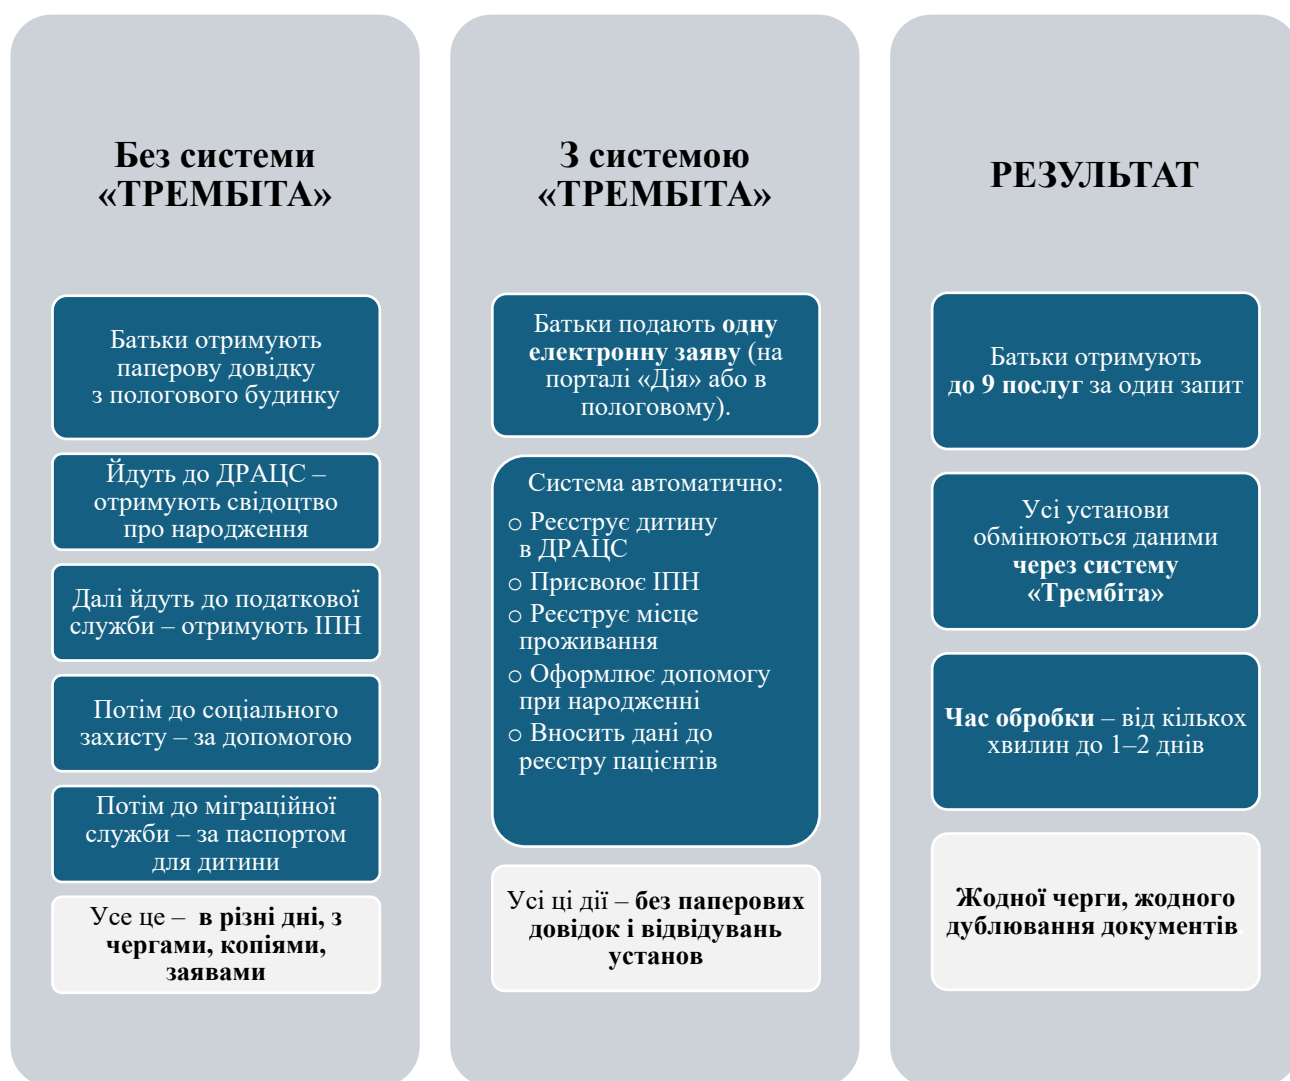 Без системи
«ТРЕМБІТА»
Батьки отримують
паперову довідку
з пологового будинку
Йдуть до ДРАЦС –
отримують свідоцтво
про народження
Далі йдуть до податкової
служби – отримують ІПН
Потім до соціального
захисту – за допомогою
Потім до міграційної
служби – за паспортом
для дитини
Усе це – в різні дні, з
чергами, копіями,
заявами
З системою
«ТРЕМБІТА»
Батьки подають одну
електронну заяву (на
порталі «Дія» або в
пологовому).
Система автоматично:
o Реєструє дитину
в ДРАЦС
o Присвоює ІПН
o Реєструє місце
проживання
o Оформлює допомогу
при народженні
o Вносить дані до
реєстру пацієнтів
Усі ці дії – без паперових
довідок і відвідувань
установ
РЕЗУЛЬТАТ
Батьки отримують
до 9 послуг за один запит
Усі установи
обмінюються даними
через систему
«Трембіта»
Час обробки – від кількох
хвилин до 1–2 днів
Жодної черги, жодного
дублювання документів